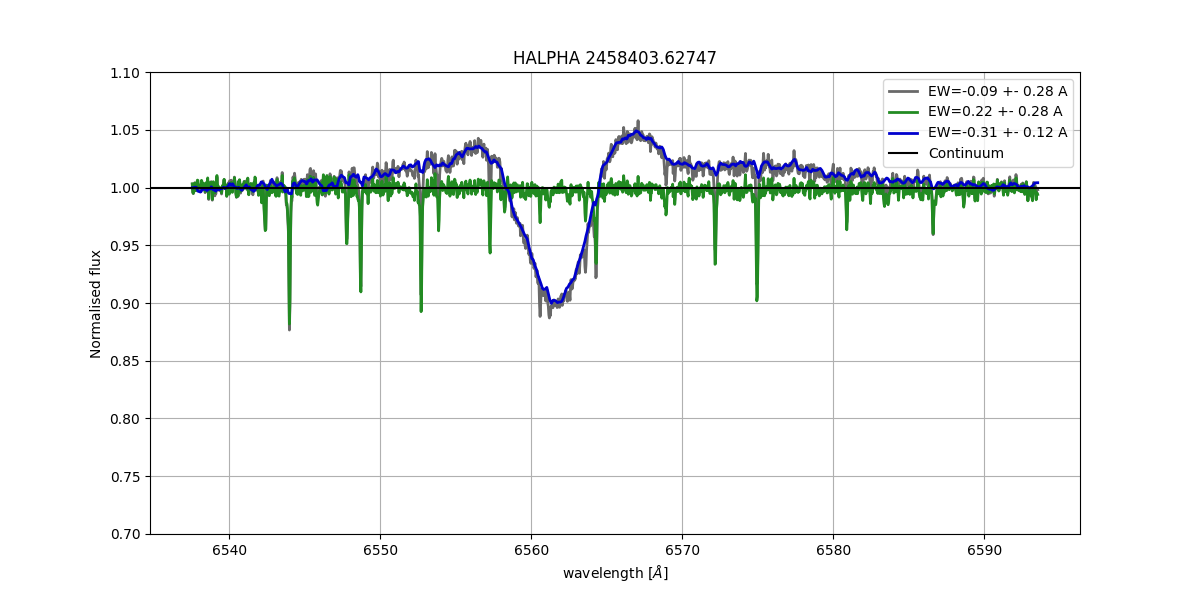 HALPHA 2458403.62747
1.10
1.05
1.00
0.95
0.90
0.85
0.80
0.75
0.70
Normalised flux
EW=-0.09 +- 0.28 A
EW=0.22 +- 0.28 A
EW=-0.31 +- 0.12 A
Continuum
6540 6550 6560 6570 6580 6590
wavelength [Å]